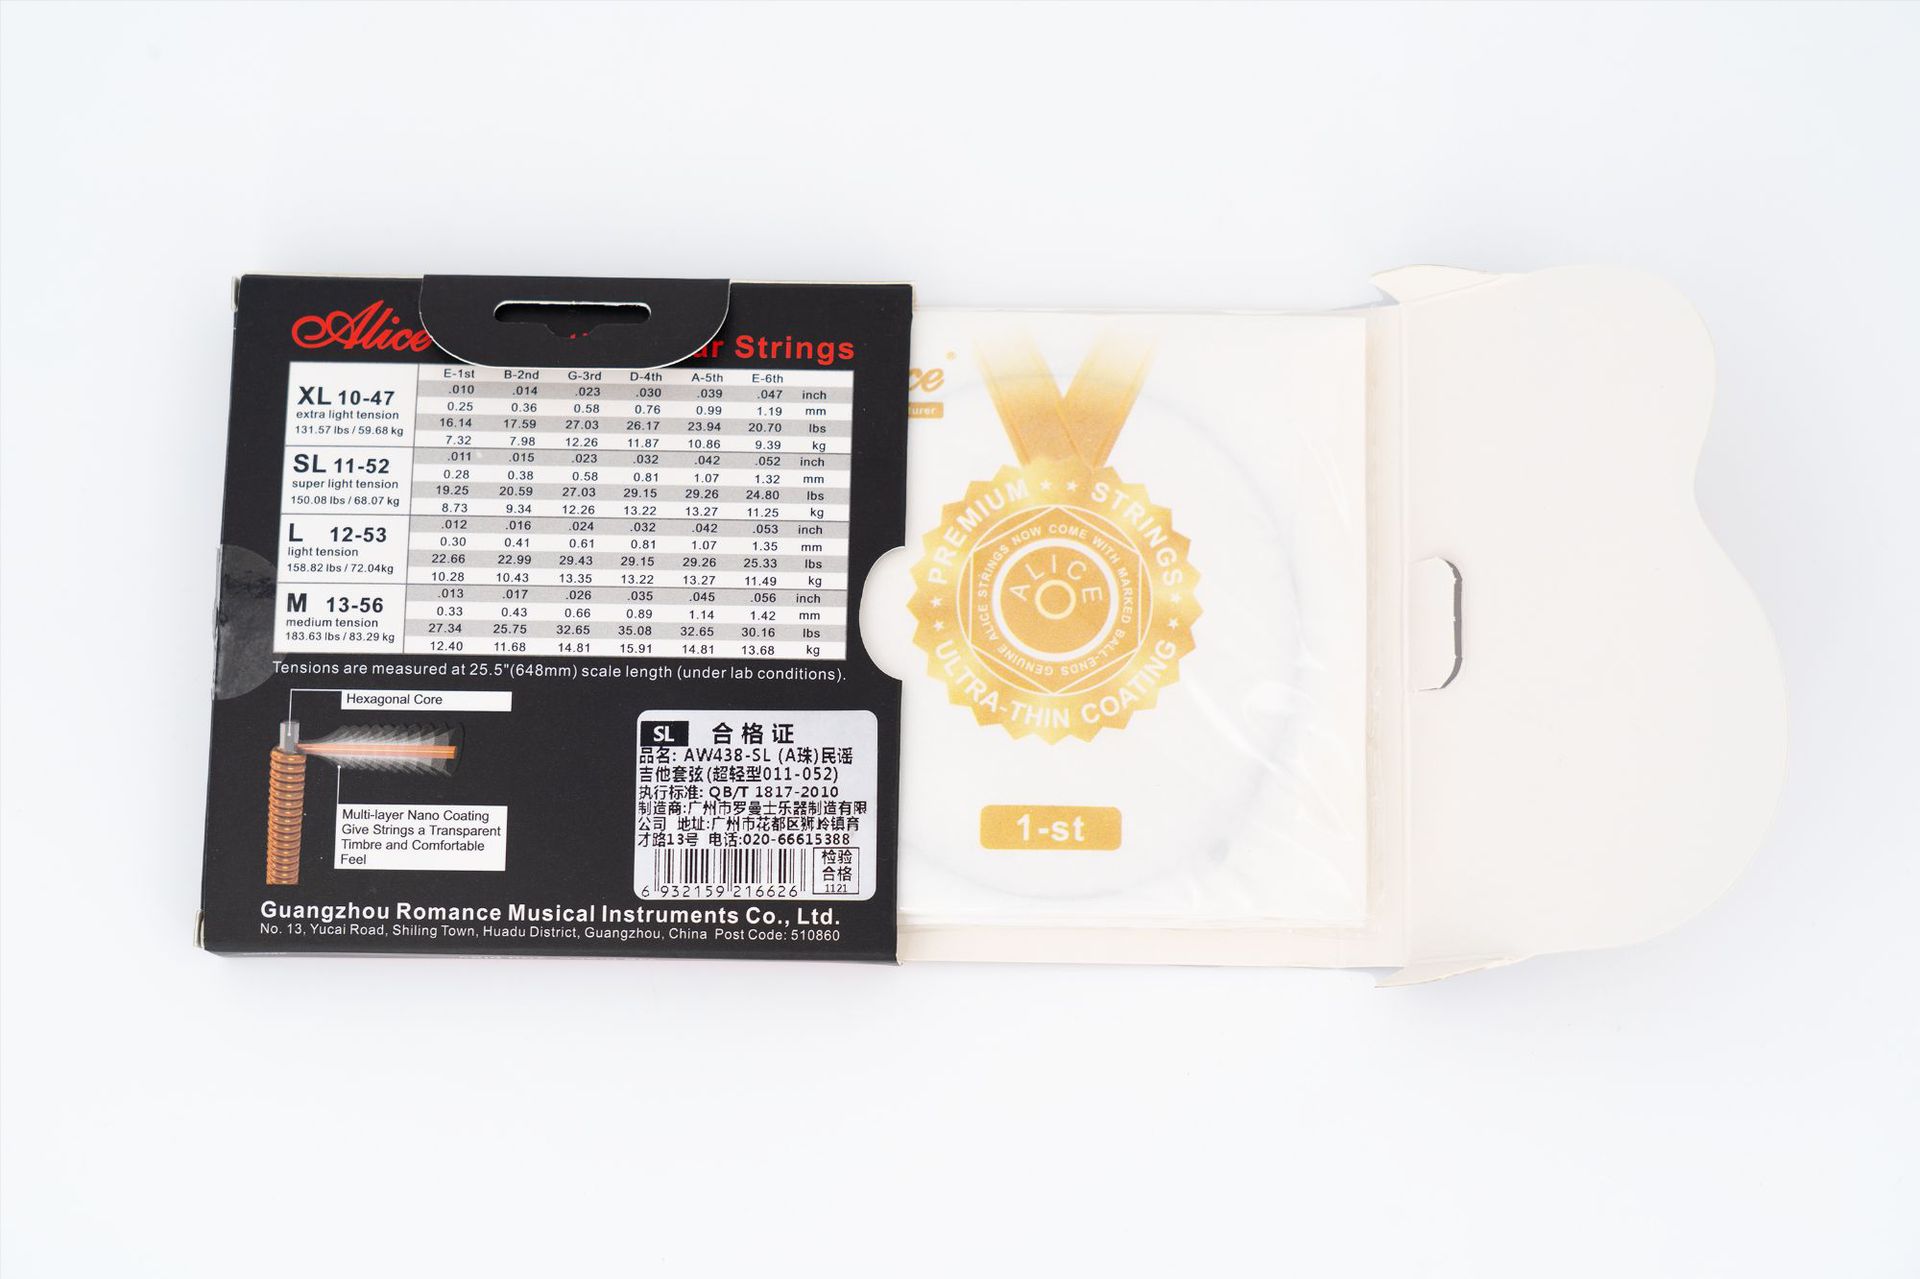 Alice ar Strings
E-1st B-2nd G-3rd D-4th A-5th E-6th
XL 10-47
extra light tension
131.57 lbs / 59.68 kg
.010 .014 .023 .030 .039 .047 inch
0.25 0.36 0.58 0.76 0.99 1.19 mm
16.14 17.59 27.03 26.17 23.94 20.70 lbs
7.32 7.98 12.26 11.87 10.86 9.39 kg
SL 11-52
super light tension
150.08 lbs / 68.07 kg
.011 .015 .023 .032 .042 .052 inch
0.28 0.38 0.58 0.81 1.07 1.32 mm
19.25 20.59 27.03 29.15 29.26 24.80 lbs
8.73 9.34 12.26 13.22 13.27 11.25 kg
L 12-53
light tension
158.82 lbs / 72.04kg
.012 .016 .024 .032 .042 .053 inch
0.30 0.41 0.61 0.81 1.07 1.35 mm
22.66 22.99 29.43 29.15 29.26 25.33 lbs
10.28 10.43 13.35 13.22 13.27 11.49 kg
M 13-56
medium tension
183.63 lbs / 83.29 kg
.013 .017 .026 .035 .045 .056 inch
0.33 0.43 0.66 0.89 1.14 1.42 mm
27.34 25.75 32.65 35.08 32.65 30.16 lbs
12.40 11.68 14.81 15.91 14.81 13.68 kg
Tensions are measured at 25.5"(648mm) scale length (under lab conditions).
Hexagonal Core
Multi-layer Nano Coating
Give Strings a Transparent
Timbre and Comfortable
Feel
SL 合格证
品名: AW438-SL (A珠)民谣
吉他套弦(超轻型011-052)
执行标准: QB/T 1817-2010
制造商:广州市罗曼士乐器制造有限
公司 地址:广州市花都区狮岭镇育
才路13号 电话:020-66615388
检验
合格
1121
6 932159 216626
Guangzhou Romance Musical Instruments Co., Ltd.
No. 13, Yucai Road, Shiling Town, Huadu District, Guangzhou, China Post Code: 510860
ce®
urer
PREMIUM ★ ★ STRINGS
ALICE STRINGS NOW COME WITH MARKED BALL-ENDS GENUINE
ALICE
ULTRA-THIN COATING
1-st